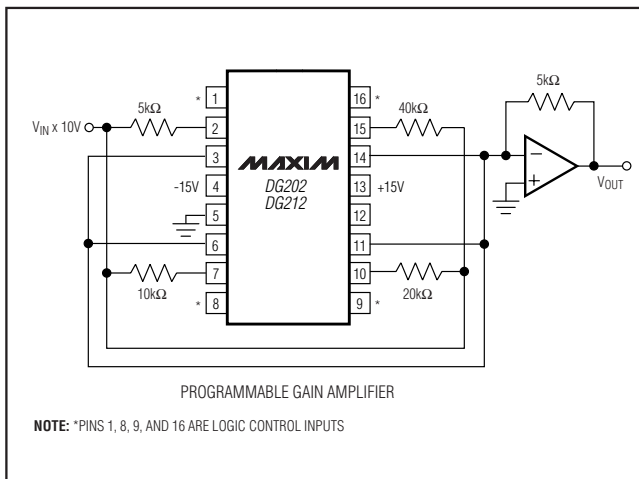 5kΩ
* 1
16 *
5kΩ
40kΩ
VIN x 10V
2
15
3
MAXIM
14
−
-15V
4
DG202
13
+15V
+
VOUT
DG212
5
12
6
11
7
10
10kΩ
20kΩ
* 8
9 *
PROGRAMMABLE GAIN AMPLIFIER
NOTE: *PINS 1, 8, 9, AND 16 ARE LOGIC CONTROL INPUTS